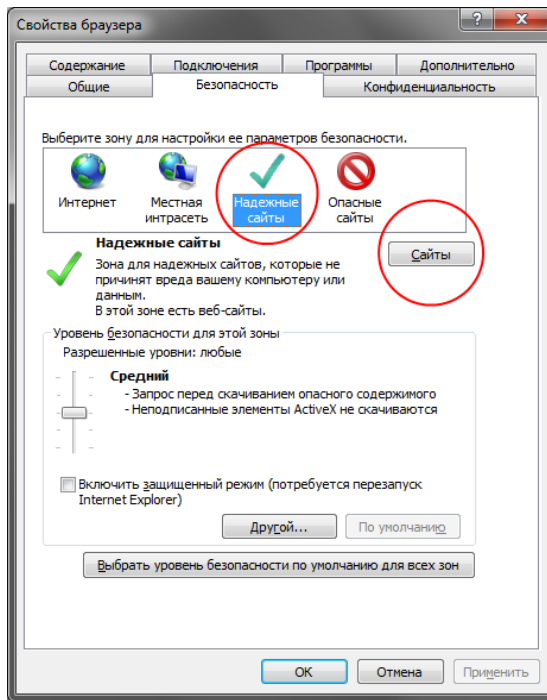 Свойства браузера
?
X
Содержание Подключения Программы Дополнительно
Общие Безопасность Конфиденциальность
Выберите зону для настройки ее параметров безопасности.
Интернет
Местная
интрасеть
Надежные
сайты
Опасные
сайты
Надежные сайты
Сайты
Зона для надежных сайтов, которые не
причинят вреда вашему компьютеру или
данным.
В этой зоне есть веб-сайты.
Уровень безопасности для этой зоны
Разрешенные уровни: любые
Средний
- Запрос перед скачиванием опасного содержимого
- Неподписанные элементы ActiveX не скачиваются
Включить защищенный режим (потребуется перезапуск
Internet Explorer)
Другой... По умолчанию
Выбрать уровень безопасности по умолчанию для всех зон
ОК Отмена Применить